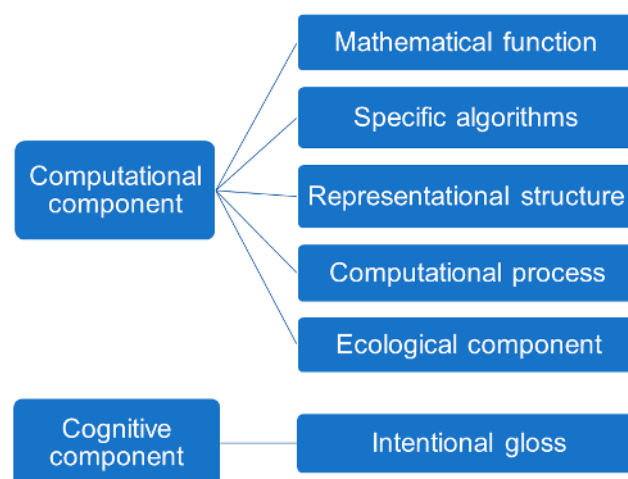 Mathematical function
Specific algorithms
Computational
component
Representational structure
Computational process
Ecological component
Cognitive
component
Intentional gloss